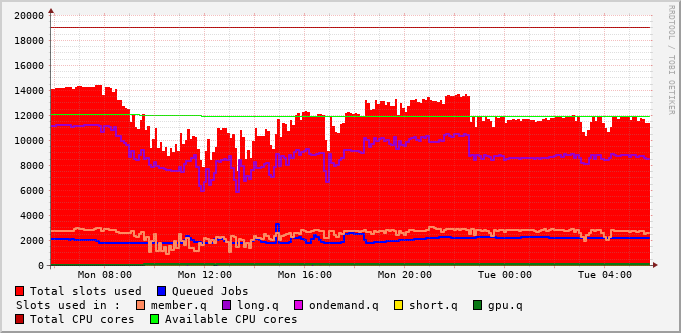 20000
18000
16000
14000
12000
10000
8000
6000
4000
2000
0
Mon 08:00 Mon 12:00 Mon 16:00 Mon 20:00 Tue 00:00 Tue 04:00
Total slots used Queued Jobs
Slots used in : member.q long.q ondemand.q short.q gpu.q
Total CPU cores Available CPU cores
RRDTOOL / TOBI OETIKER